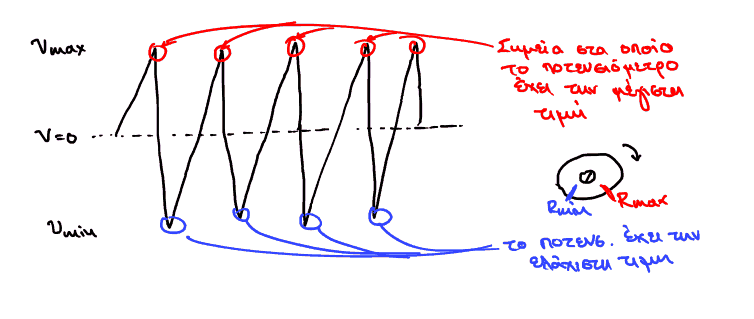 Vmax
Σημεία στα οποίο
το ποτενσιόμετρο
έχει την μέγιστη
τιμή
V=0
Rmin
Rmax
Vmin
το ποτενσ. έχει την
ελάχιστη τιμή